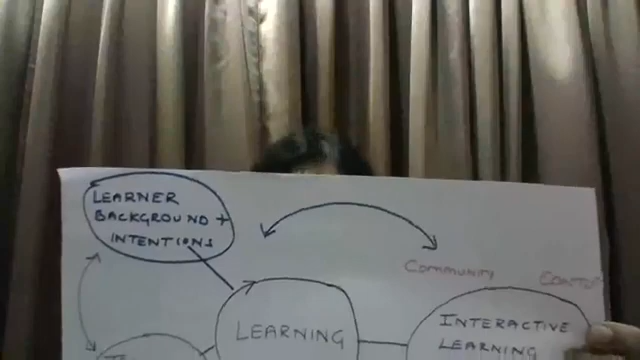 LEARNER
BACKGROUND +
INTENTIONS
Community
LEARNING
INTERACTIVE
LEARNING